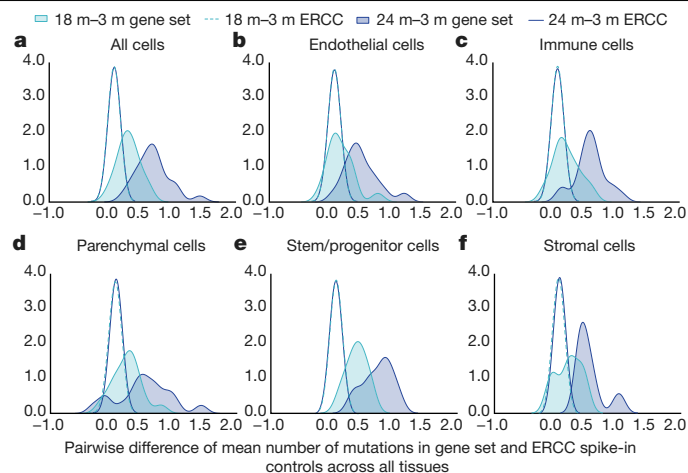 18 m–3 m gene set 18 m–3 m ERCC 24 m–3 m gene set 24 m–3 m ERCC
a All cells b Endothelial cells c Immune cells
4.0 4.0 4.0
3.0 3.0 3.0
2.0 2.0 2.0
1.0 1.0 1.0
0.0 0.0 0.0
−1.0 0.0 0.5 1.0 1.5 2.0 −1.0 0.0 0.5 1.0 1.5 2.0 −1.0 0.0 0.5 1.0 1.5 2.0
d Parenchymal cells e Stem/progenitor cells f Stromal cells
4.0 4.0 4.0
3.0 3.0 3.0
2.0 2.0 2.0
1.0 1.0 1.0
0.0 0.0 0.0
−1.0 0.0 0.5 1.0 1.5 2.0 −1.0 0.0 0.5 1.0 1.5 2.0 −1.0 0.0 0.5 1.0 1.5 2.0
Pairwise difference of mean number of mutations in gene set and ERCC spike-in
controls across all tissues